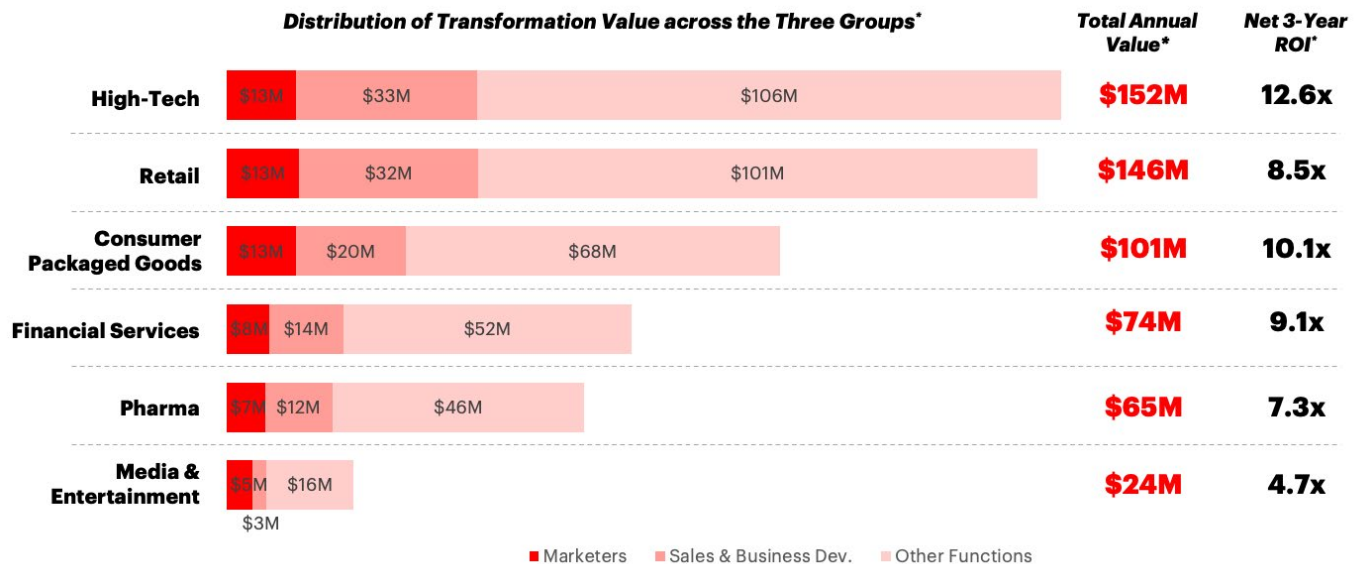 Distribution of Transformation Value across the Three Groups*
Total Annual
Value*
Net 3-Year
ROI*
High-Tech
$13M
$33M
$106M
$152M
12.6x
Retail
$13M
$32M
$101M
$146M
8.5x
Consumer
Packaged Goods
$13M
$20M
$68M
$101M
10.1x
Financial Services
$8M
$14M
$52M
$74M
9.1x
Pharma
$7M
$12M
$46M
$65M
7.3x
Media &
Entertainment
$5M
$3M
$16M
$24M
4.7x
Marketers
Sales & Business Dev.
Other Functions